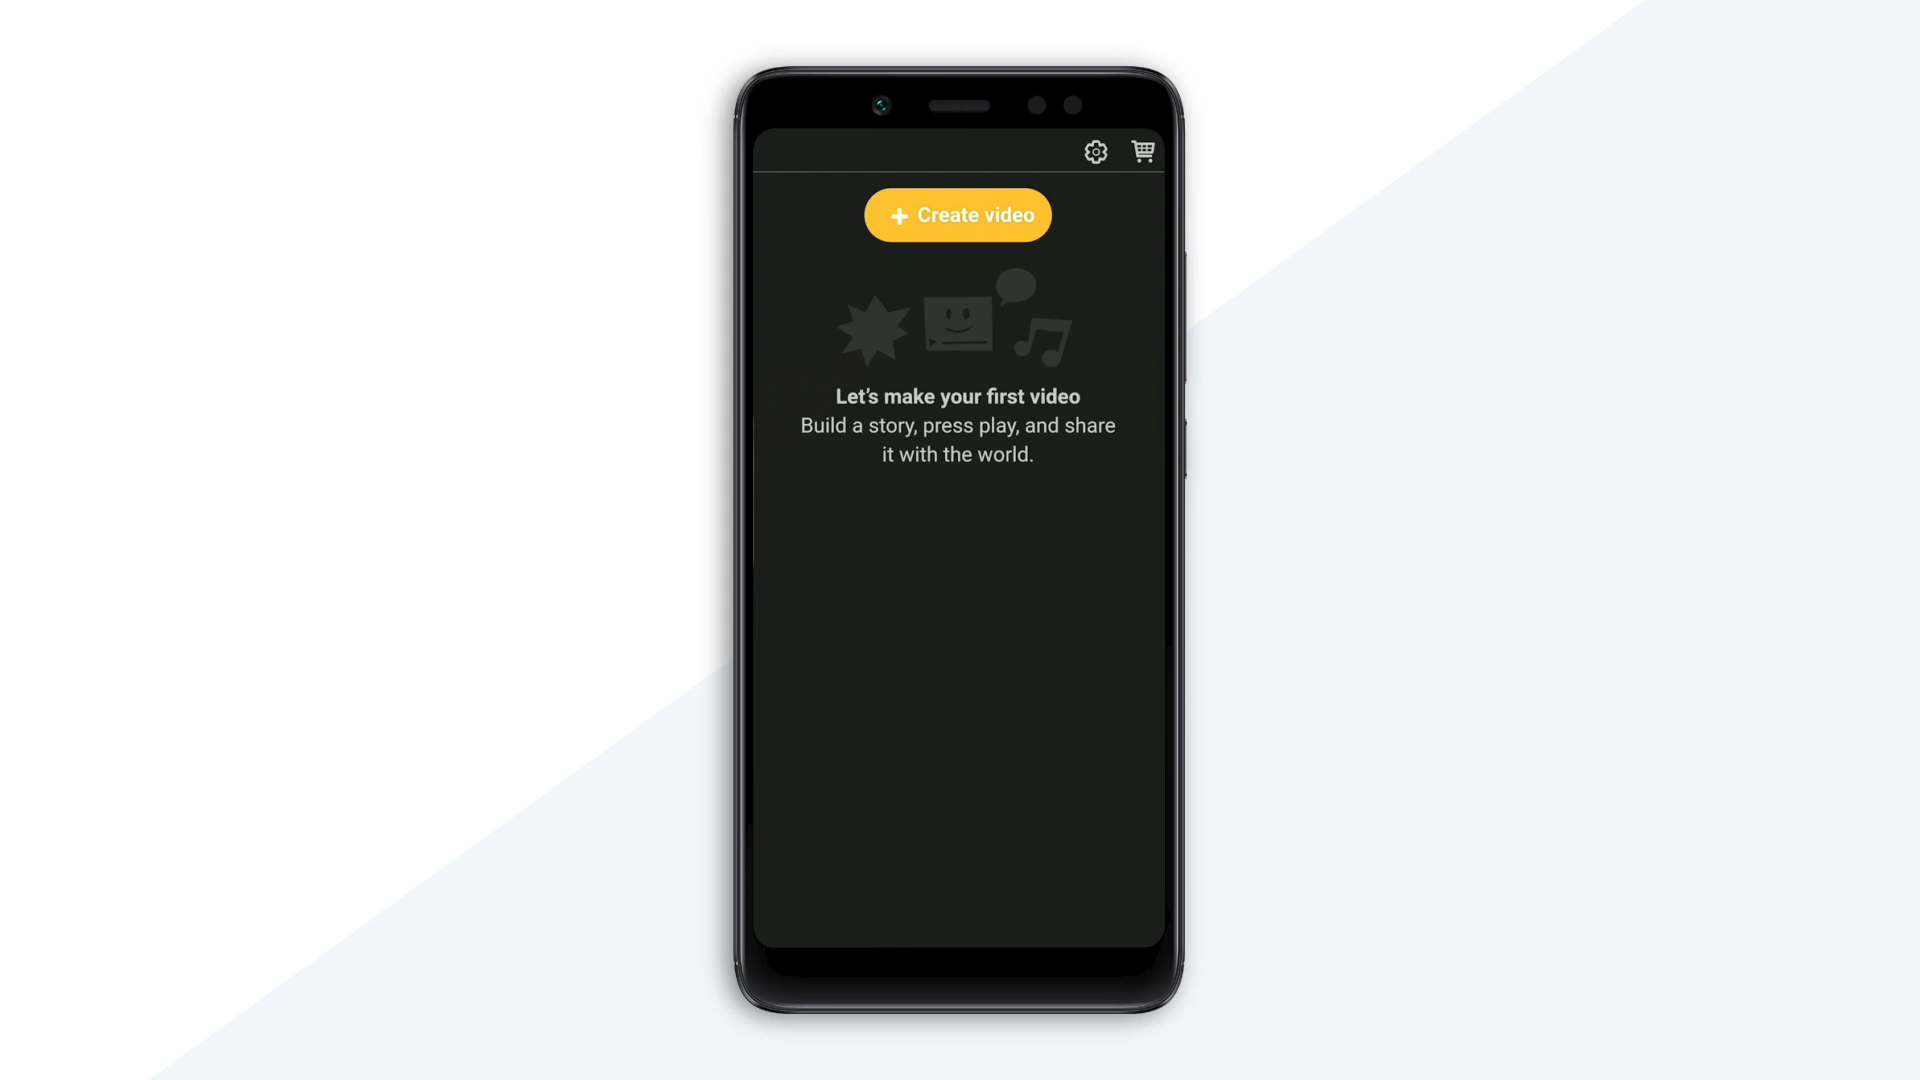 Create video
Let’s make your first video
Build a story, press play, and share
it with the world.